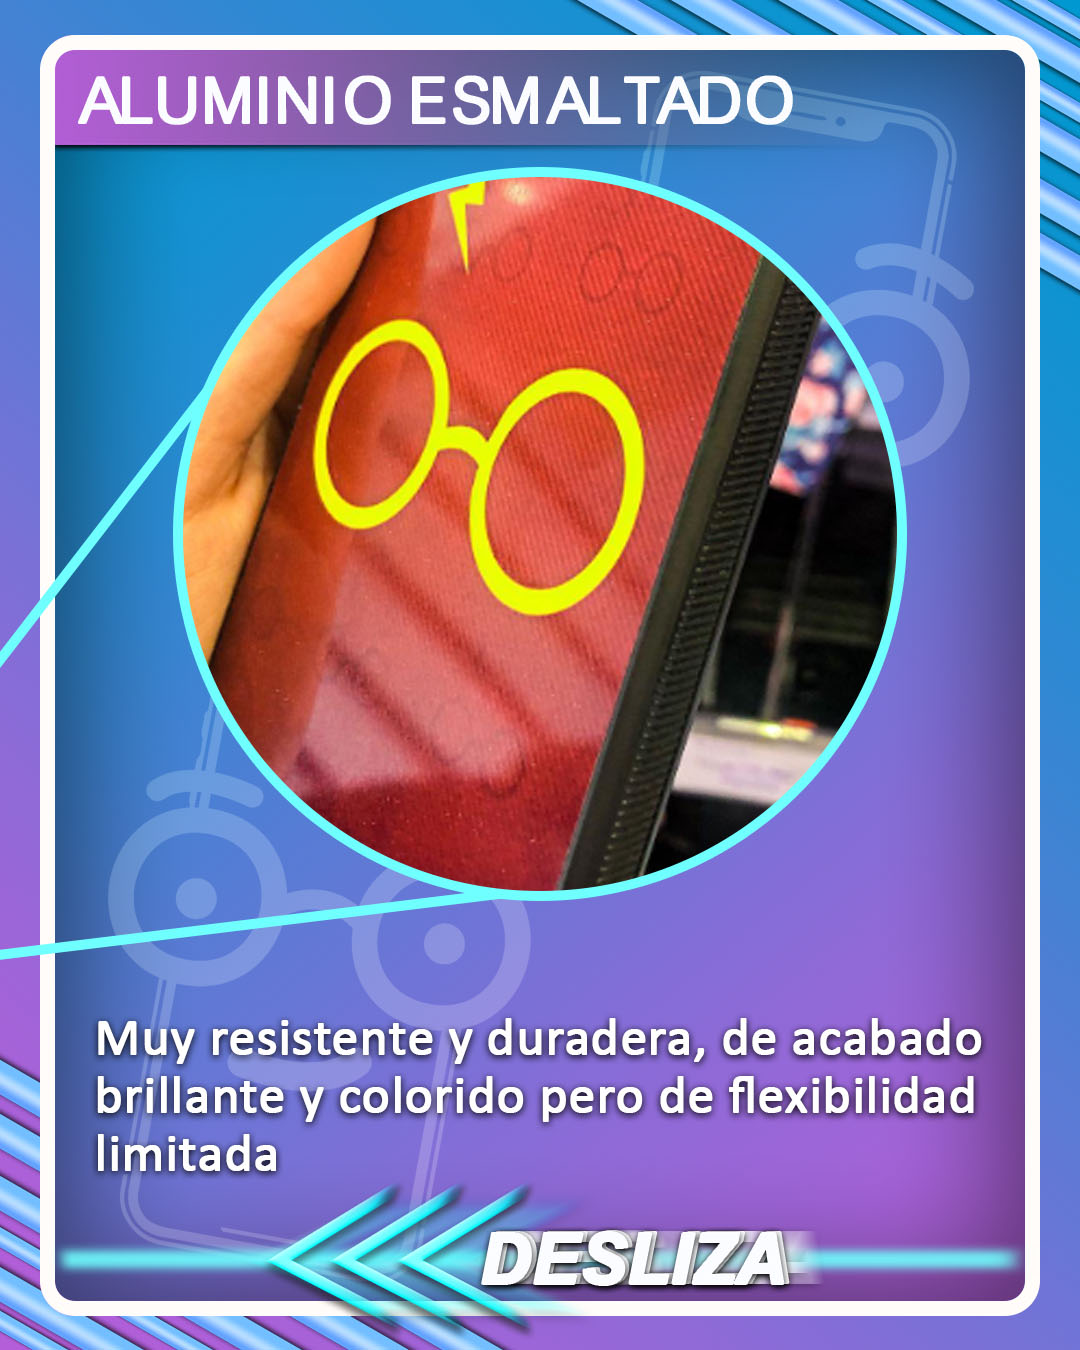 ALUMINIO ESMALTADO
Muy resistente y duradera, de acabado
brillante y colorido pero de flexibilidad
limitada
DESLIZA